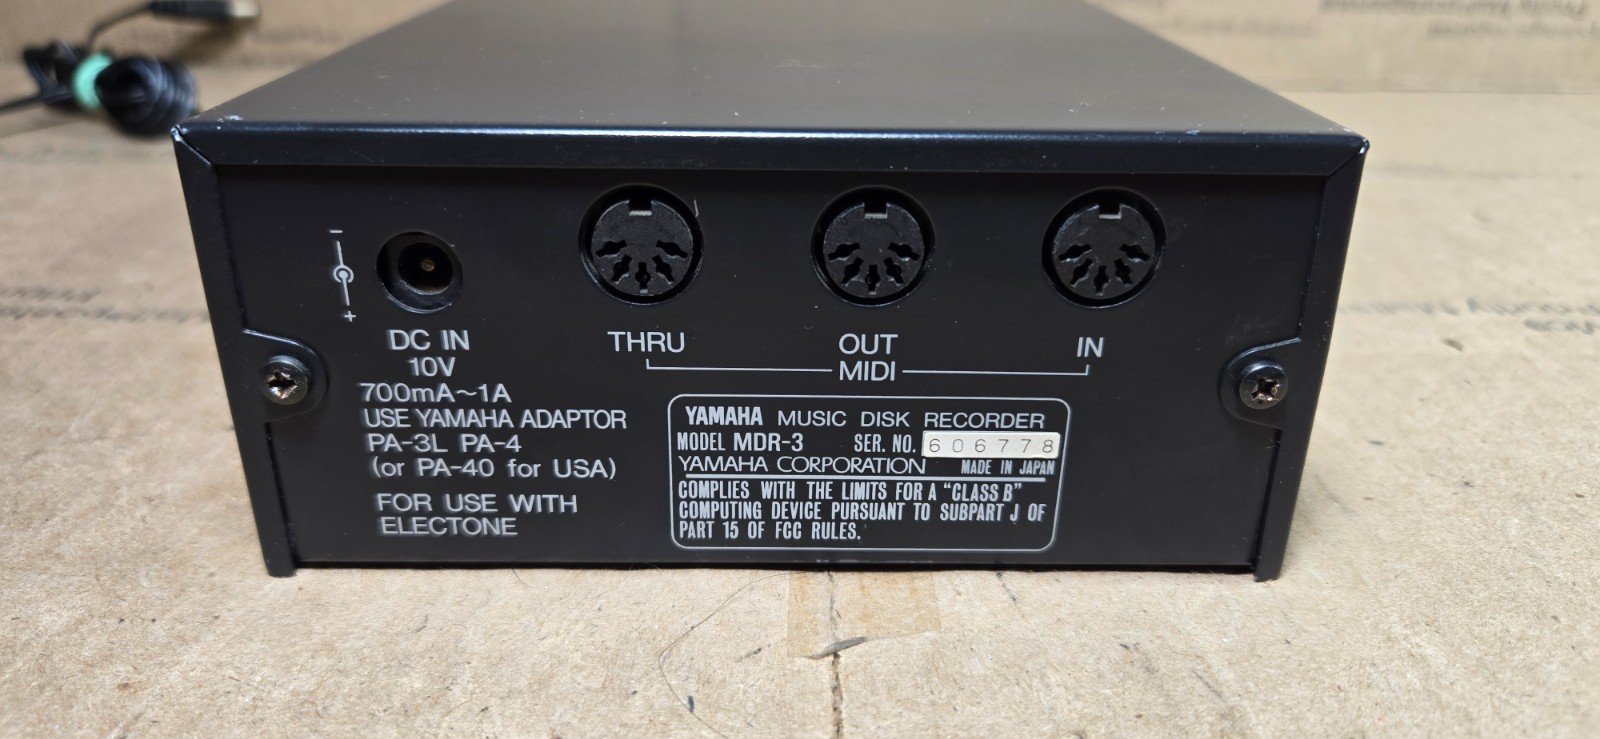 -
+
DC IN
10V
700mA~1A
USE YAMAHA ADAPTOR
PA-3L PA-4
(or PA-40 for USA)
FOR USE WITH
ELECTONE
THRU
OUT
IN
MIDI
YAMAHA MUSIC DISK RECORDER
MODEL MDR-3 SER. NO. 606778
YAMAHA CORPORATION MADE IN JAPAN
COMPLIES WITH THE LIMITS FOR A "CLASS B"
COMPUTING DEVICE PURSUANT TO SUBPART J OF
PART 15 OF FCC RULES.